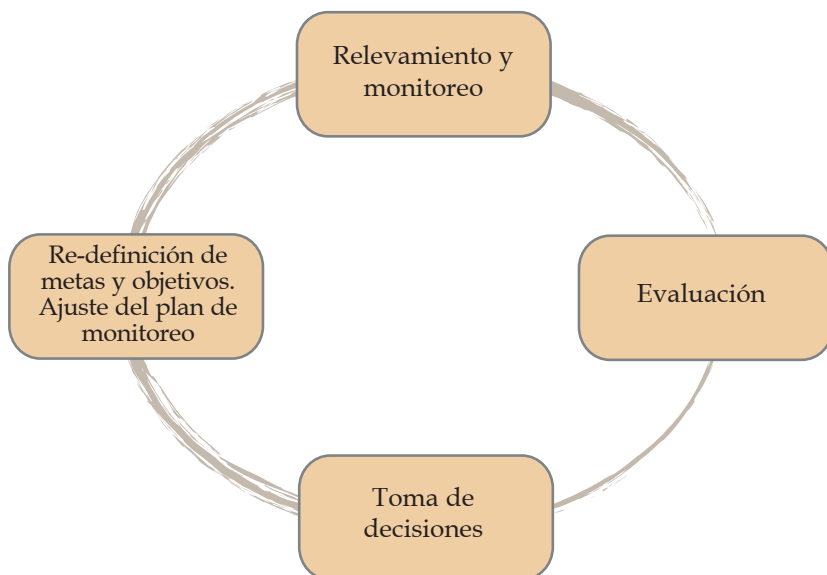 Relevamiento y
monitoreo
Re-definición de
metas y objetivos.
Ajuste del plan de
monitoreo
Evaluación
Toma de
decisiones